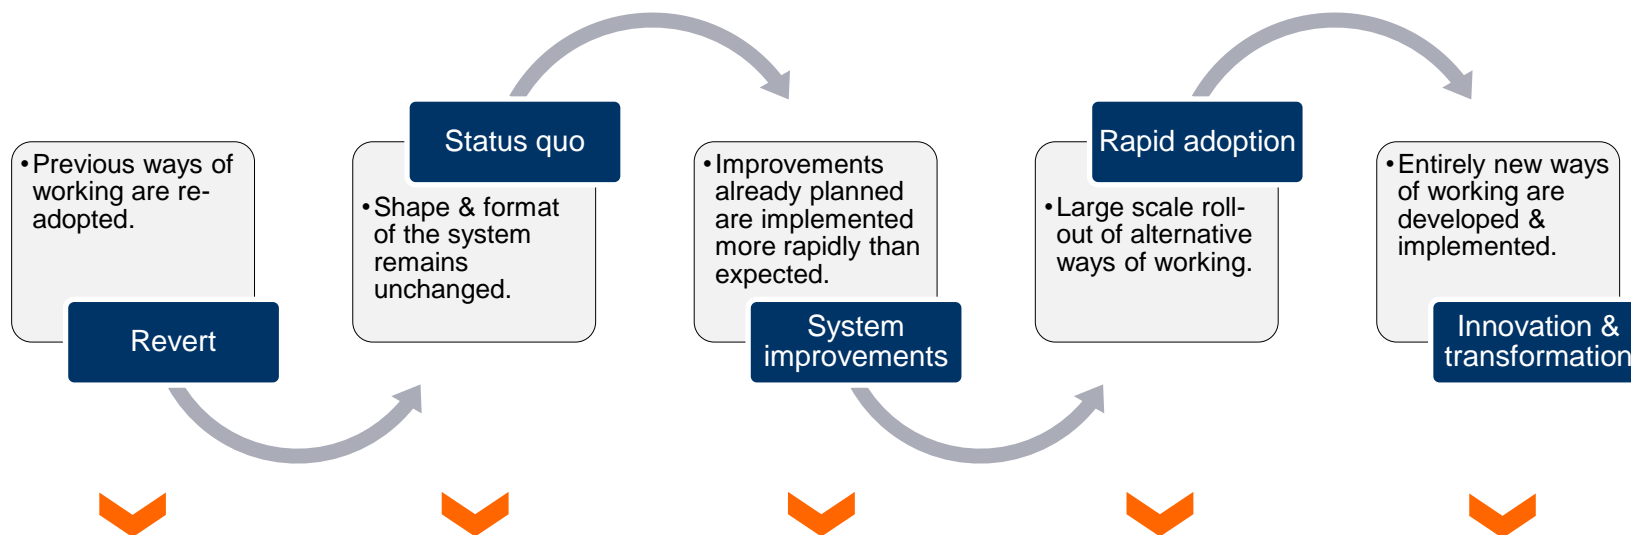 • Previous ways of
working are re-
adopted.
Revert
Status quo
• Shape & format
of the system
remains
unchanged.
• Improvements
already planned
are implemented
more rapidly than
expected.
System
improvements
Rapid adoption
• Large scale roll-
out of alternative
ways of working.
• Entirely new ways
of working are
developed &
implemented.
Innovation &
transformation